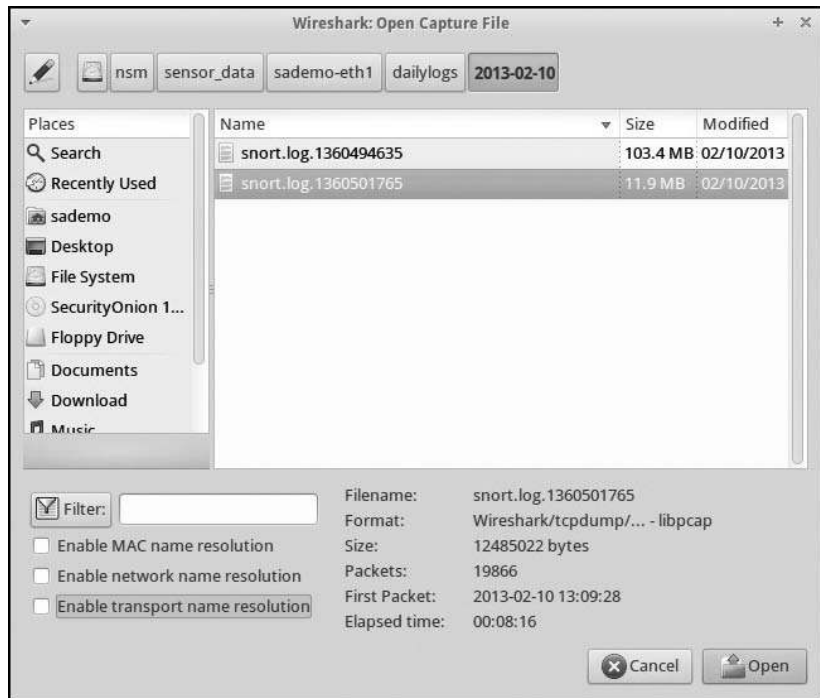 Wireshark: Open Capture File
nsm sensor_data sademo-eth1 dailylogs 2013-02-10
Places
Search
Recently Used
sademo
Desktop
File System
SecurityOnion 1...
Floppy Drive
Documents
Download
Music
Name Size Modified
snort.log.1360494635 103.4 MB 02/10/2013
snort.log.1360501765 11.9 MB 02/10/2013
Filter:
Enable MAC name resolution
Enable network name resolution
Enable transport name resolution
Filename: snort.log.1360501765
Format: Wireshark/tcpdump/... - libpcap
Size: 12485022 bytes
Packets: 19866
First Packet: 2013-02-10 13:09:28
Elapsed time: 00:08:16
Cancel Open